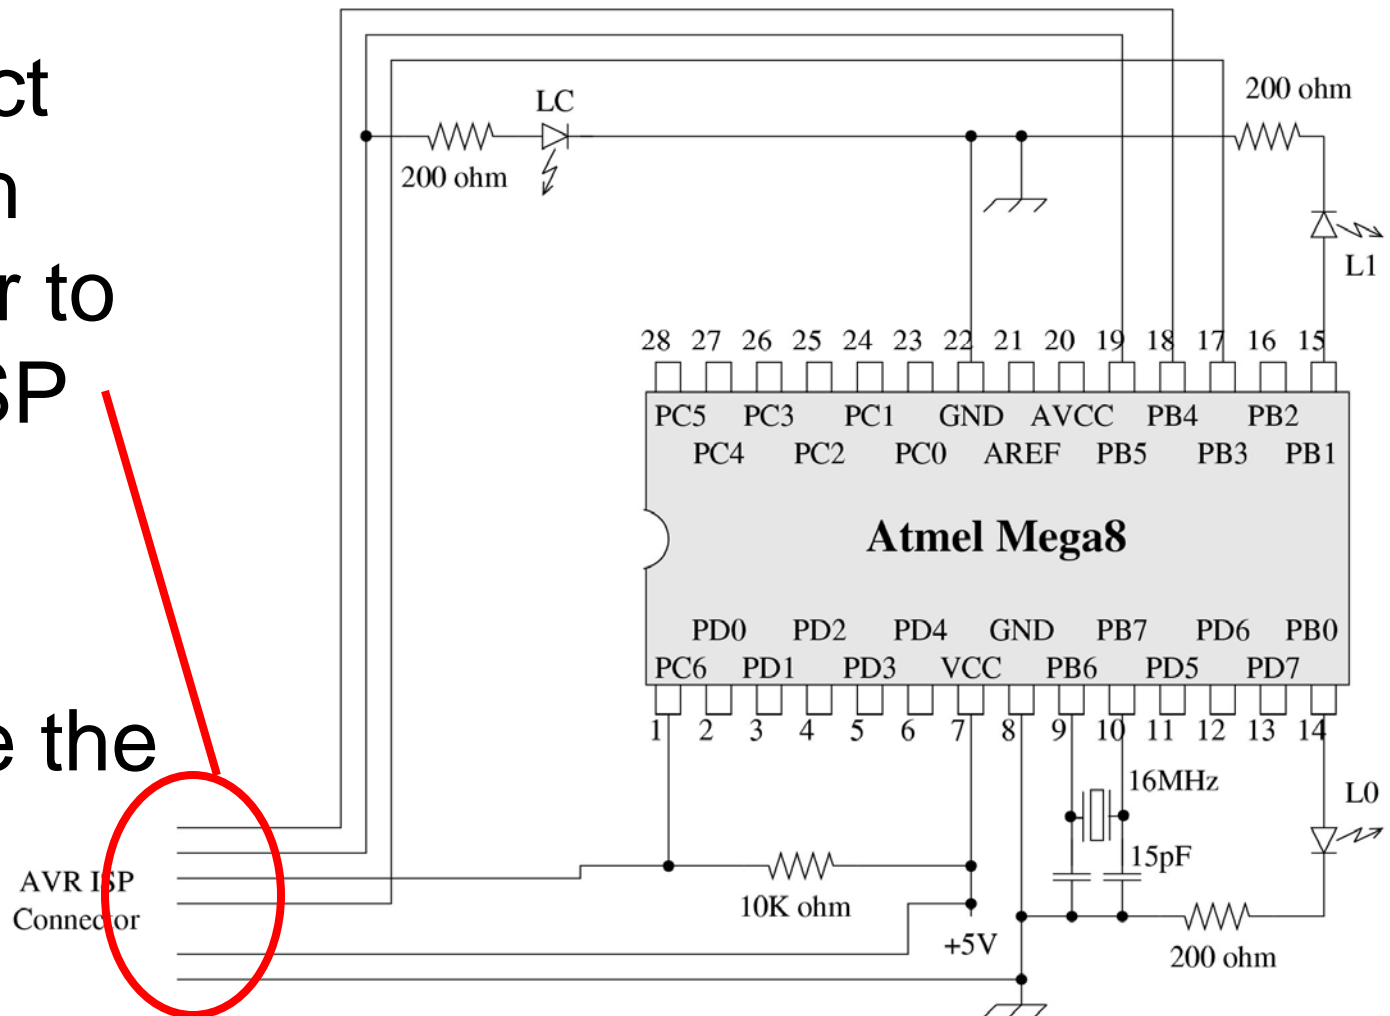 ct
n
r to
SP
e the
LC
200 ohm
200 ohm
L1
28 27 26 25 24 23 22 21 20 19 18 17 16 15
PC5 PC3 PC1 GND AVCC PB4 PB2
PC4 PC2 PC0 AREF PB5 PB3 PB1
Atmel Mega8
PD0 PD2 PD4 GND PB7 PD6 PB0
PC6 PD1 PD3 VCC PB6 PD5 PD7
1 2 3 4 5 6 7 8 9 10 11 12 13 14
16MHz
L0
15pF
AVR ISP
Connector
10K ohm
+5V
200 ohm